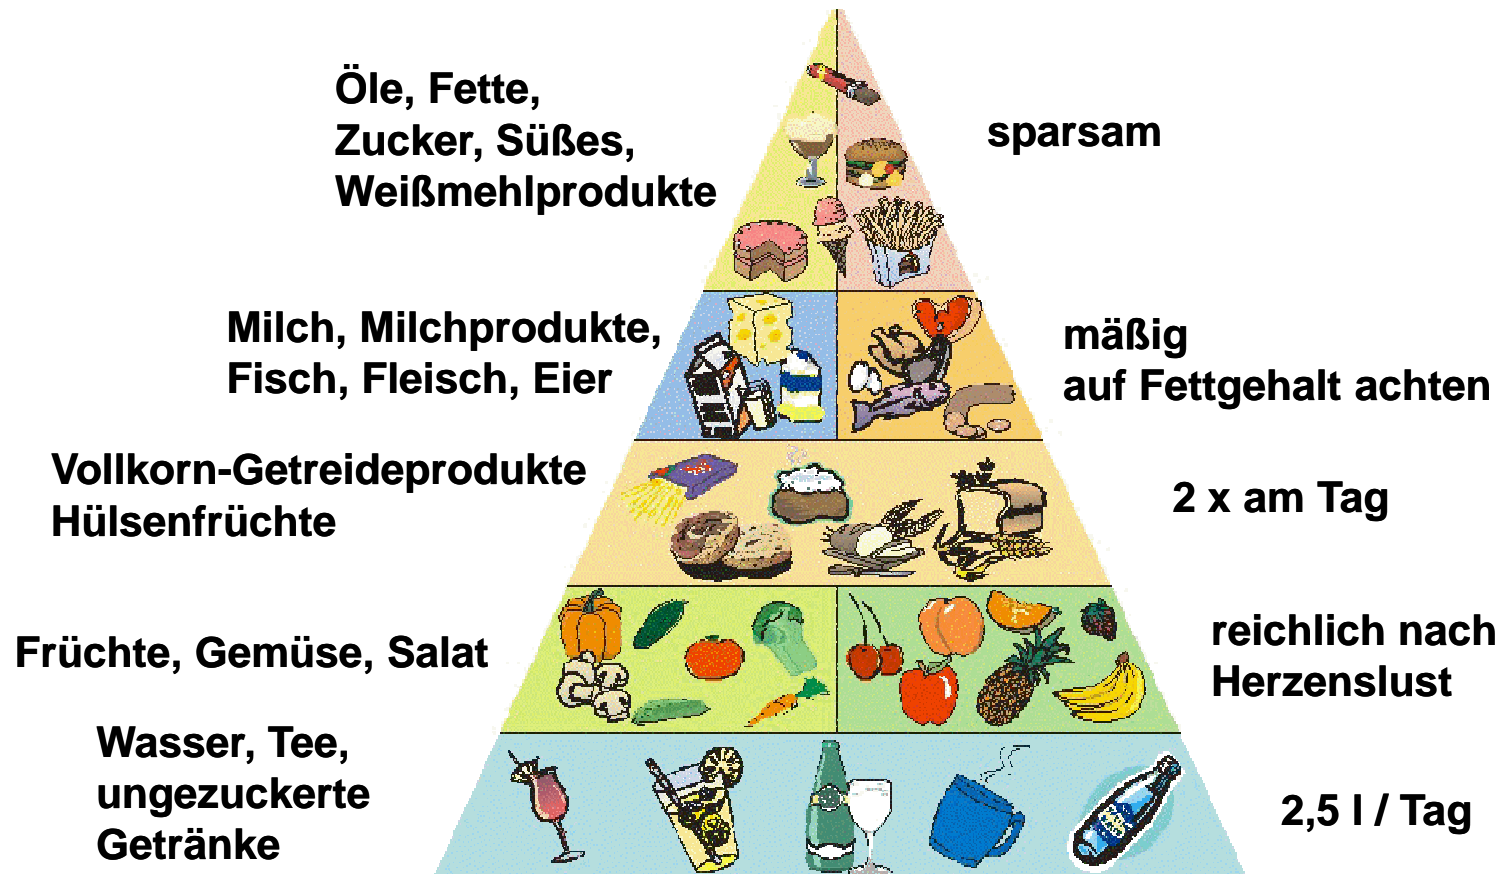 Öle, Fette,
Zucker, Süßes,
Weißmehlprodukte
sparsam
Milch, Milchprodukte,
Fisch, Fleisch, Eier
mäßig
auf Fettgehalt achten
Vollkorn-Getreideprodukte
Hülsenfrüchte
2 x am Tag
Früchte, Gemüse, Salat
reichlich nach
Herzenslust
Wasser, Tee,
ungezuckerte
Getränke
2,5 l / Tag